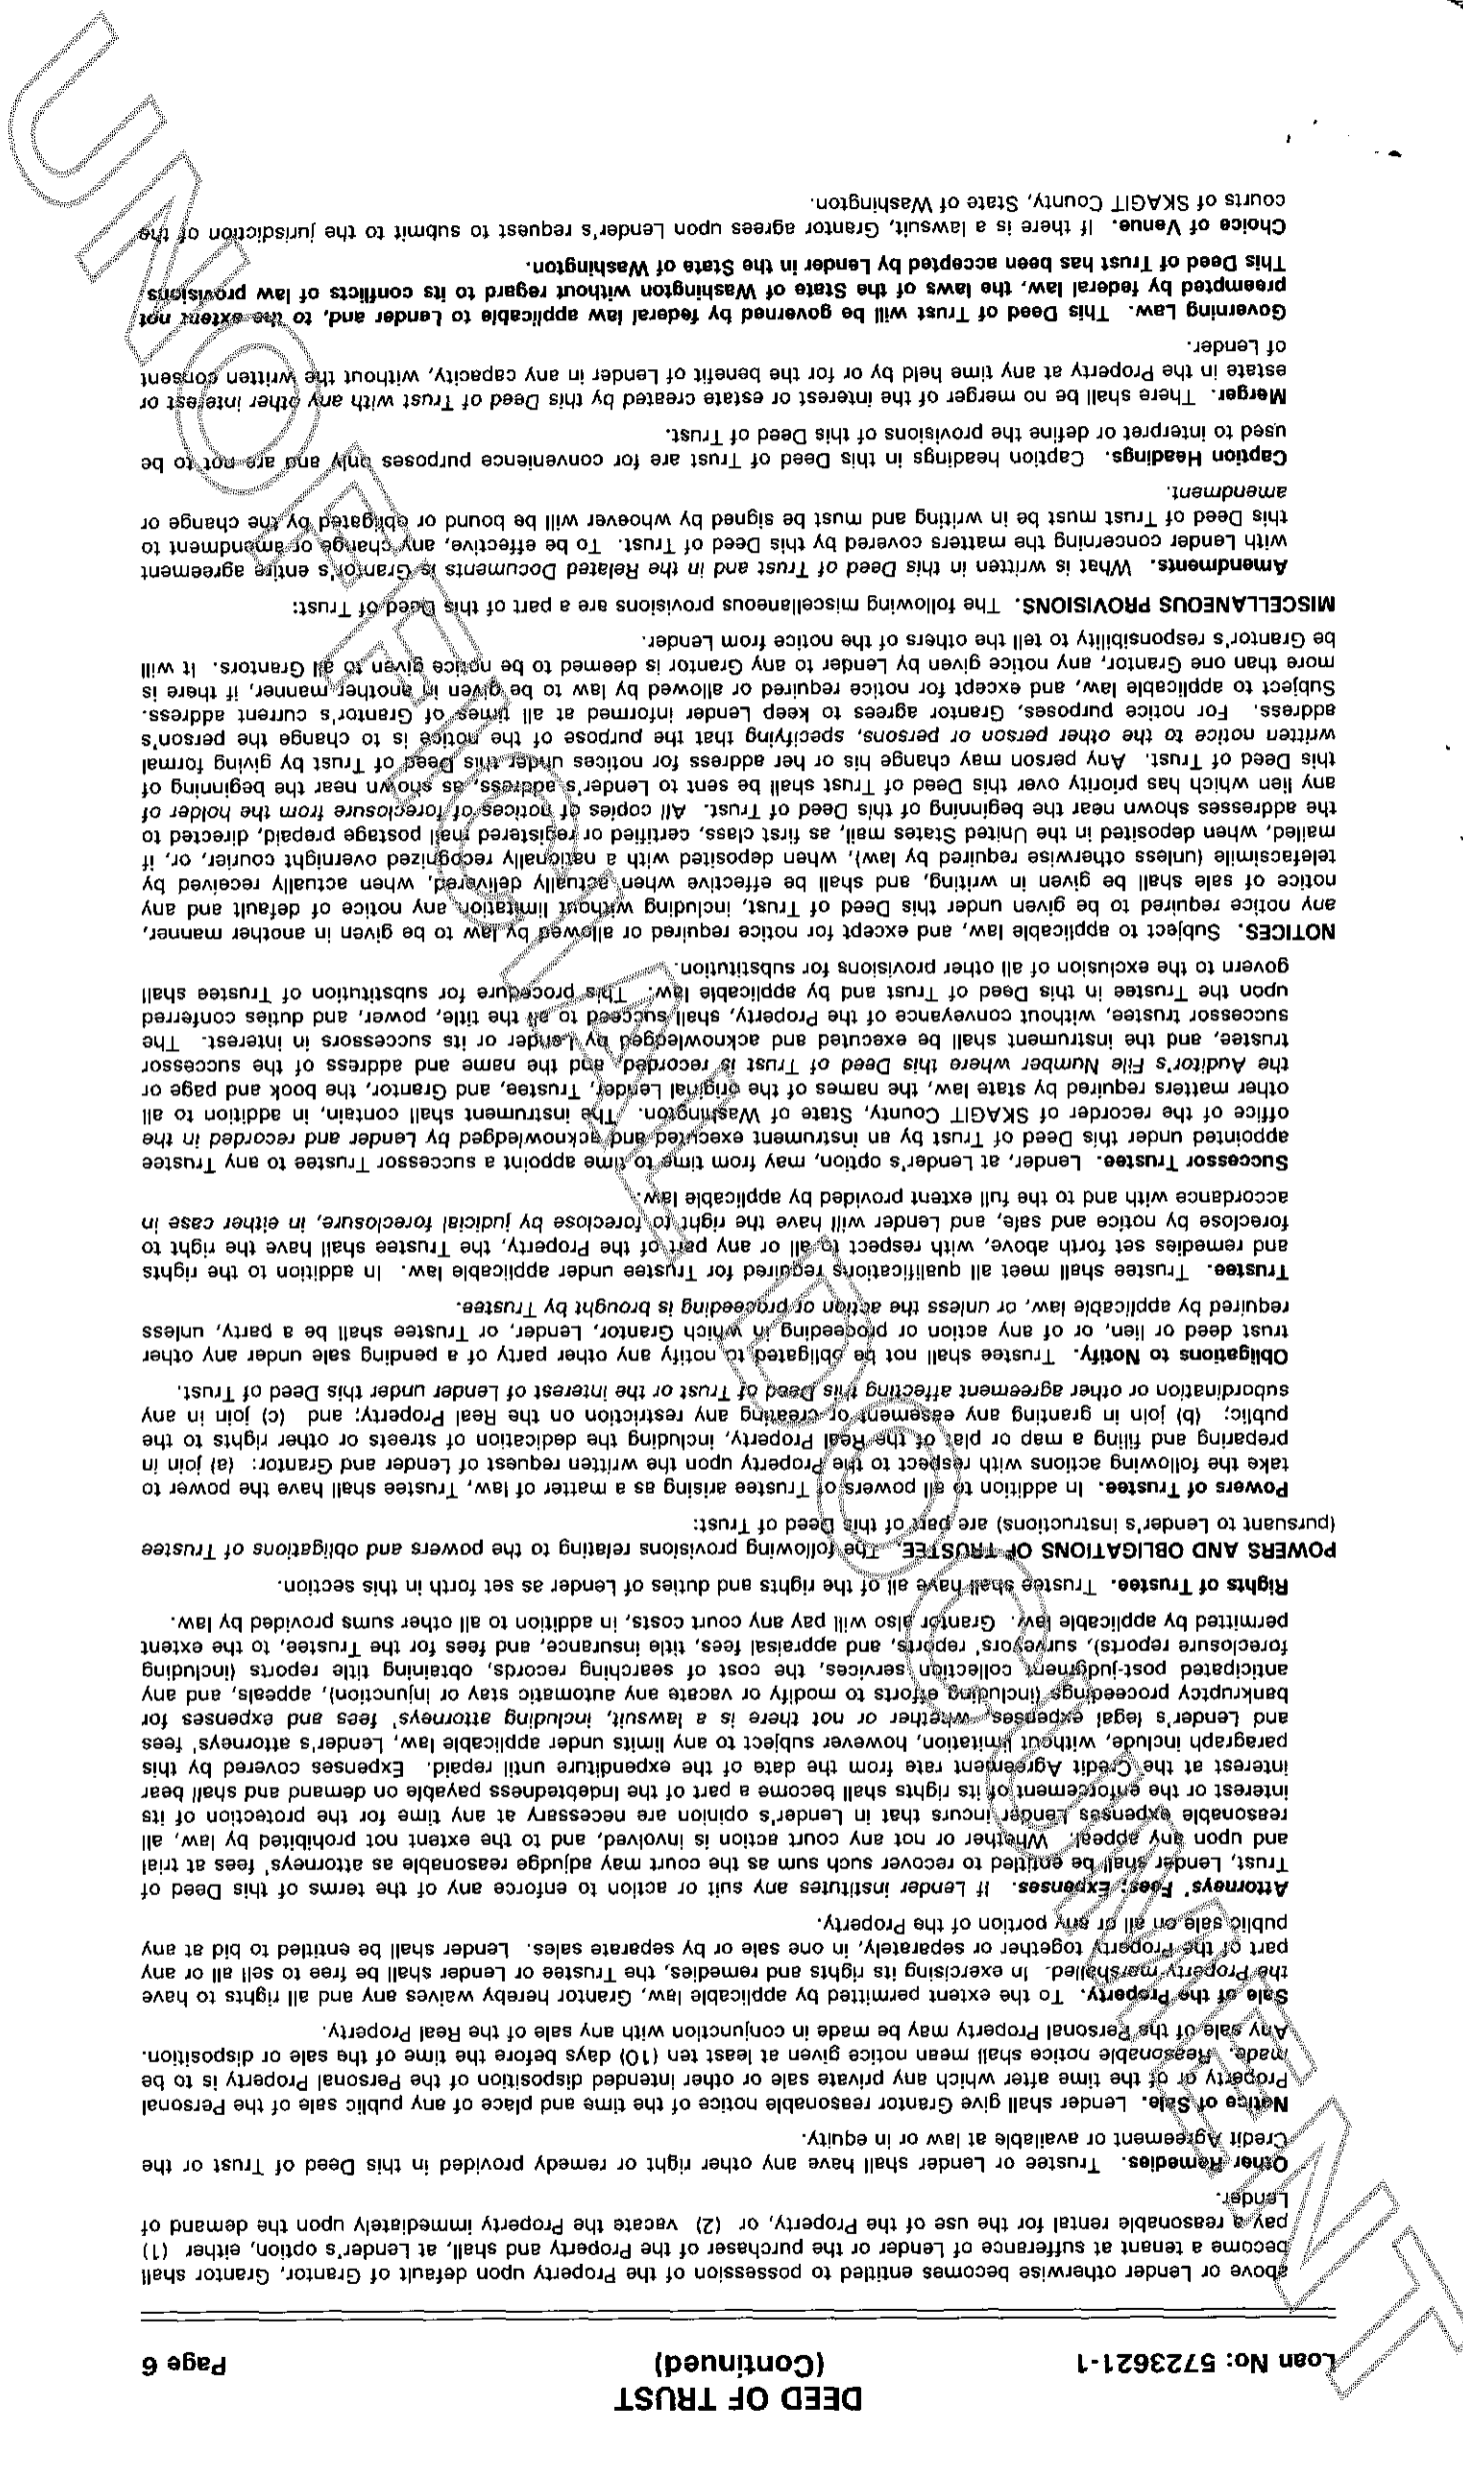 DEED OF TRUST
Loan No: 5723621-1 (Continued) Page 6
above or Lender otherwise becomes entitled to possession of the Property upon default of Grantor, Grantor shall
become a tenant at sufferance of Lender or the purchaser of the Property and shall, at Lender's option, either (1)
pay a reasonable rental for the use of the Property, or (2) vacate the Property immediately upon the demand of
Lender.
Other Remedies. Trustee or Lender shall have any other right or remedy provided in this Deed of Trust or the
Credit Agreement or available at law or in equity.
Notice of Sale. Lender shall give Grantor reasonable notice of the time and place of any public sale of the Personal
Property or of the time after which any private sale or other intended disposition of the Personal Property is to be
made. Reasonable notice shall mean notice given at least ten (10) days before the time of the sale or disposition.
Any sale of the Personal Property may be made in conjunction with any sale of the Real Property.
Sale of the Property. To the extent permitted by applicable law, Grantor hereby waives any and all rights to have
the Property marshalled. In exercising its rights and remedies, the Trustee or Lender shall be free to sell all or any
part of the Property together or separately, in one sale or by separate sales. Lender shall be entitled to bid at any
public sale on all or any portion of the Property.
Attorneys' Fees; Expenses. If Lender institutes any suit or action to enforce any of the terms of this Deed of
Trust, Lender shall be entitled to recover such sum as the court may adjudge reasonable as attorneys' fees at trial
and upon any appeal. Whether or not any court action is involved, and to the extent not prohibited by law, all
reasonable expenses Lender incurs that in Lender's opinion are necessary at any time for the protection of its
interest or the enforcement of its rights shall become a part of the Indebtedness payable on demand and shall bear
interest at the Credit Agreement rate from the date of the expenditure until repaid. Expenses covered by this
paragraph include, without limitation, however subject to any limits under applicable law, Lender's attorneys' fees
and Lender's legal expenses, whether or not there is a lawsuit, including attorneys' fees and expenses for
bankruptcy proceedings (including efforts to modify or vacate any automatic stay or injunction), appeals, and any
anticipated post-judgment collection services, the cost of searching records, obtaining title reports (including
foreclosure reports), surveyors' reports, and appraisal fees, title insurance, and fees for the Trustee, to the extent
permitted by applicable law. Grantor also will pay any court costs, in addition to all other sums provided by law.
Rights of Trustee. Trustee shall have all of the rights and duties of Lender as set forth in this section.
POWERS AND OBLIGATIONS OF TRUSTEE. The following provisions relating to the powers and obligations of Trustee
(pursuant to Lender's instructions) are part of this Deed of Trust:
Powers of Trustee. In addition to all powers of Trustee arising as a matter of law, Trustee shall have the power to
take the following actions with respect to the Property upon the written request of Lender and Grantor: (a) join in
preparing and filing a map or plat of the Real Property, including the dedication of streets or other rights to the
public; (b) join in granting any easement or creating any restriction on the Real Property; and (c) join in any
subordination or other agreement affecting this Deed of Trust or the interest of Lender under this Deed of Trust.
Obligations to Notify. Trustee shall not be obligated to notify any other party of a pending sale under any other
trust deed or lien, or of any action or proceeding in which Grantor, Lender, or Trustee shall be a party, unless
required by applicable law, or unless the action or proceeding is brought by Trustee.
Trustee. Trustee shall meet all qualifications required for Trustee under applicable law. In addition to the rights
and remedies set forth above, with respect to all or any part of the Property, the Trustee shall have the right to
foreclose by notice and sale, and Lender will have the right to foreclose by judicial foreclosure, in either case in
accordance with and to the full extent provided by applicable law.
Successor Trustee. Lender, at Lender's option, may from time to time appoint a successor Trustee to any Trustee
appointed under this Deed of Trust by an instrument executed and acknowledged by Lender and recorded in the
office of the recorder of SKAGIT County, State of Washington. The instrument shall contain, in addition to all
other matters required by state law, the names of the original Lender, Trustee, and Grantor, the book and page or
the Auditor's File Number where this Deed of Trust is recorded, and the name and address of the successor
trustee, and the instrument shall be executed and acknowledged by Lender or its successors in interest. The
successor trustee, without conveyance of the Property, shall succeed to all the title, power, and duties conferred
upon the Trustee in this Deed of Trust and by applicable law. This procedure for substitution of Trustee shall
govern to the exclusion of all other provisions for substitution.
NOTICES. Subject to applicable law, and except for notice required or allowed by law to be given in another manner,
any notice required to be given under this Deed of Trust, including without limitation any notice of default and any
notice of sale shall be given in writing, and shall be effective when actually delivered, when actually received by
telefacsimile (unless otherwise required by law), when deposited with a nationally recognized overnight courier, or, if
mailed, when deposited in the United States mail, as first class, certified or registered mail postage prepaid, directed to
the addresses shown near the beginning of this Deed of Trust. All copies of notices of foreclosure from the holder of
any lien which has priority over this Deed of Trust shall be sent to Lender's address, as shown near the beginning of
this Deed of Trust. Any person may change his or her address for notices under this Deed of Trust by giving formal
written notice to the other person or persons, specifying that the purpose of the notice is to change the person's
address. For notice purposes, Grantor agrees to keep Lender informed at all times of Grantor's current address.
Subject to applicable law, and except for notice required or allowed by law to be given in another manner, if there is
more than one Grantor, any notice given by Lender to any Grantor is deemed to be notice given to all Grantors. It will
be Grantor's responsibility to tell the others of the notice from Lender.
MISCELLANEOUS PROVISIONS. The following miscellaneous provisions are a part of this Deed of Trust:
Amendments. What is written in this Deed of Trust and in the Related Documents is Grantor's entire agreement
with Lender concerning the matters covered by this Deed of Trust. To be effective, any change or amendment to
this Deed of Trust must be in writing and must be signed by whoever will be bound or obligated by the change or
amendment.
Caption Headings. Caption headings in this Deed of Trust are for convenience purposes only and are not to be
used to interpret or define the provisions of this Deed of Trust.
Merger. There shall be no merger of the interest or estate created by this Deed of Trust with any other interest or
estate in the Property at any time held by or for the benefit of Lender in any capacity, without the written consent
of Lender.
Governing Law. This Deed of Trust will be governed by federal law applicable to Lender and, to the extent not
preempted by federal law, the laws of the State of Washington without regard to its conflicts of law provisions.
This Deed of Trust has been accepted by Lender in the State of Washington.
Choice of Venue. If there is a lawsuit, Grantor agrees upon Lender's request to submit to the jurisdiction of the
courts of SKAGIT County, State of Washington.
UNOFFICIAL DOCUMENT